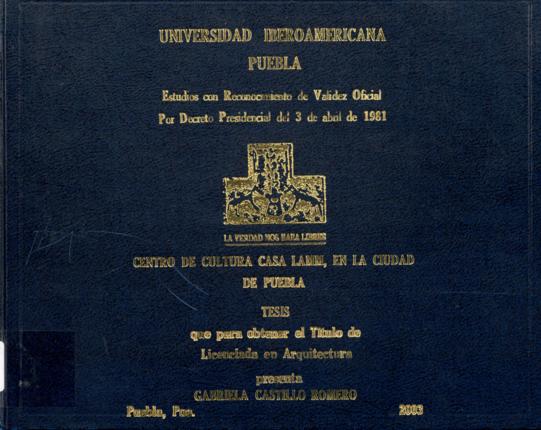 UNIVERSIDAD IBEROAMERICANA
PUEBLA
Estudios con Reconocimiento de Validez Oficial
Por Decreto Presidencial del 3 de abril de 1981
LA VERDAD NOS HARA LIBRES
CENTRO DE CULTURA CASA LAMM, EN LA CIUDAD
DE PUEBLA
TESIS
que para obtener el Título de
Licenciada en Arquitectura
presenta
GABRIELA CASTILLO ROMERO
Puebla, Pue. 2003